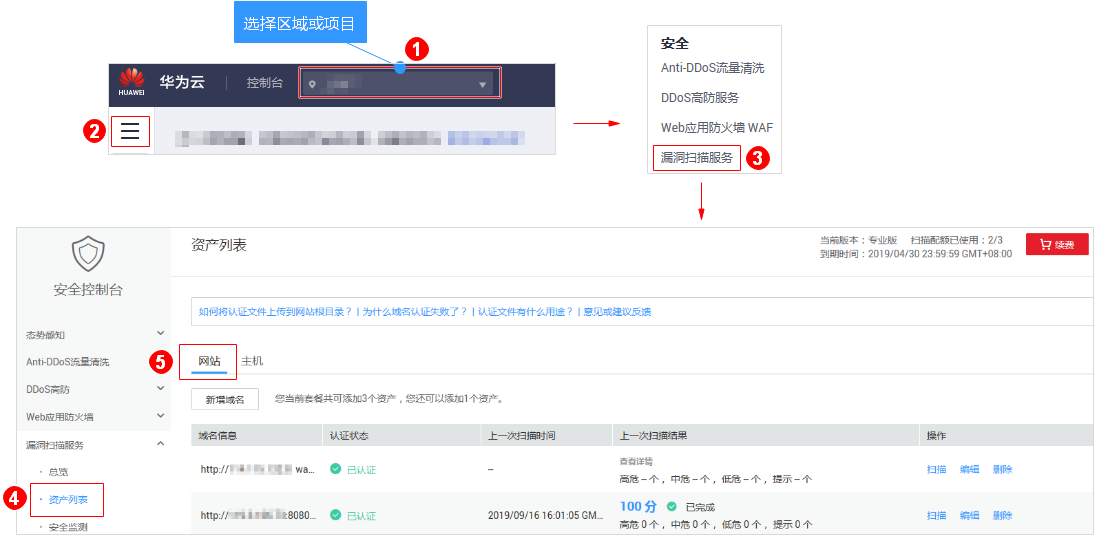 选择区域或项目
1
HUAWEI
华为云
控制台
2
安全
Anti-DDoS流量清洗
DDoS高防服务
Web应用防火墙 WAF
漏洞扫描服务
3
安全控制台
态势感知
Anti-DDoS流量清洗
DDoS高防
Web应用防火墙
漏洞扫描服务
· 总览
4
· 资产列表
· 安全监测
资产列表
当前版本：专业版 扫描配额已使用：2/3
到期时间：2019/04/30 23:59:59 GMT+08:00
续费
如何将认证文件上传到网站根目录？ | 为什么域名认证失败了？ | 认证文件有什么用途？ | 意见或建议反馈
5
网站 主机
新增域名 您当前套餐共可添加3个资产，您还可以添加1个资产。
域名信息 认证状态 上一次扫描时间 上一次扫描结果 操作
http:// wa... 已认证 -- 查看详情
高危 -- 个， 中危 -- 个， 低危 -- 个， 提示 -- 个
扫描 编辑 删除
http:// :8080... 已认证 2019/09/16 16:01:05 GM... 100 分 已完成
高危 0 个， 中危 0 个， 低危 0 个， 提示 0 个
扫描 编辑 删除